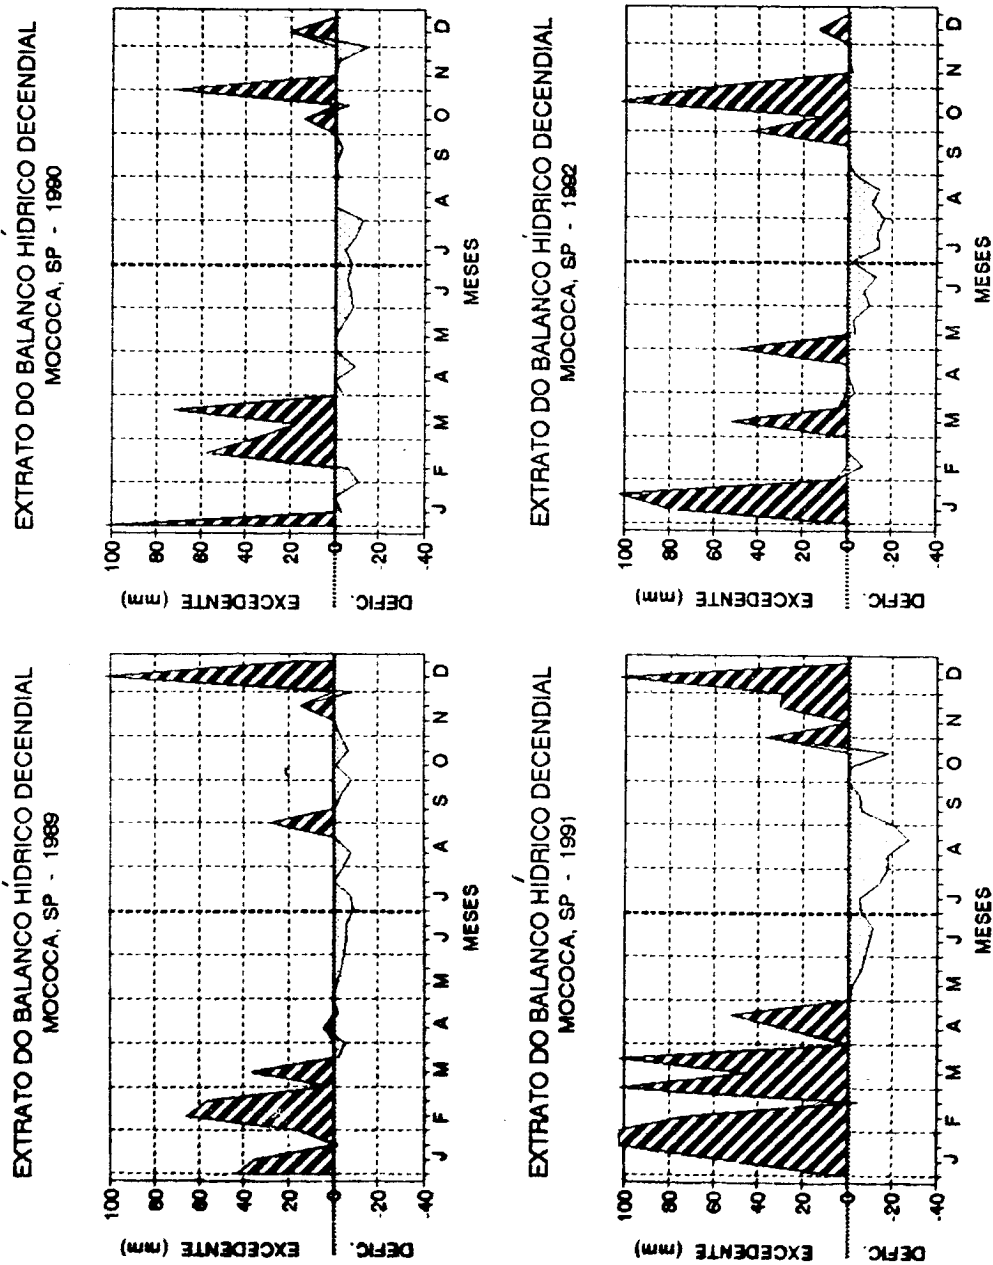 EXTRATO DO BALANCO HÍDRICO DECENDIAL
MOCOCA, SP - 1989
EXCEDENTE (mm)
DEFIC.
100
80
60
40
20
0
-20
-40
J F M A M J J A S O N D
MESES
EXTRATO DO BALANCO HÍDRICO DECENDIAL
MOCOCA, SP - 1990
EXCEDENTE (mm)
DEFIC.
100
80
60
40
20
0
-20
-40
J F M A M J J A S O N D
MESES
EXTRATO DO BALANCO HÍDRICO DECENDIAL
MOCOCA, SP - 1991
EXCEDENTE (mm)
DEFIC.
100
80
60
40
20
0
-20
-40
J F M A M J J A S O N D
MESES
EXTRATO DO BALANCO HÍDRICO DECENDIAL
MOCOCA, SP - 1992
EXCEDENTE (mm)
DEFIC.
100
80
60
40
20
0
-20
-40
J F M A M J J A S O N D
MESES